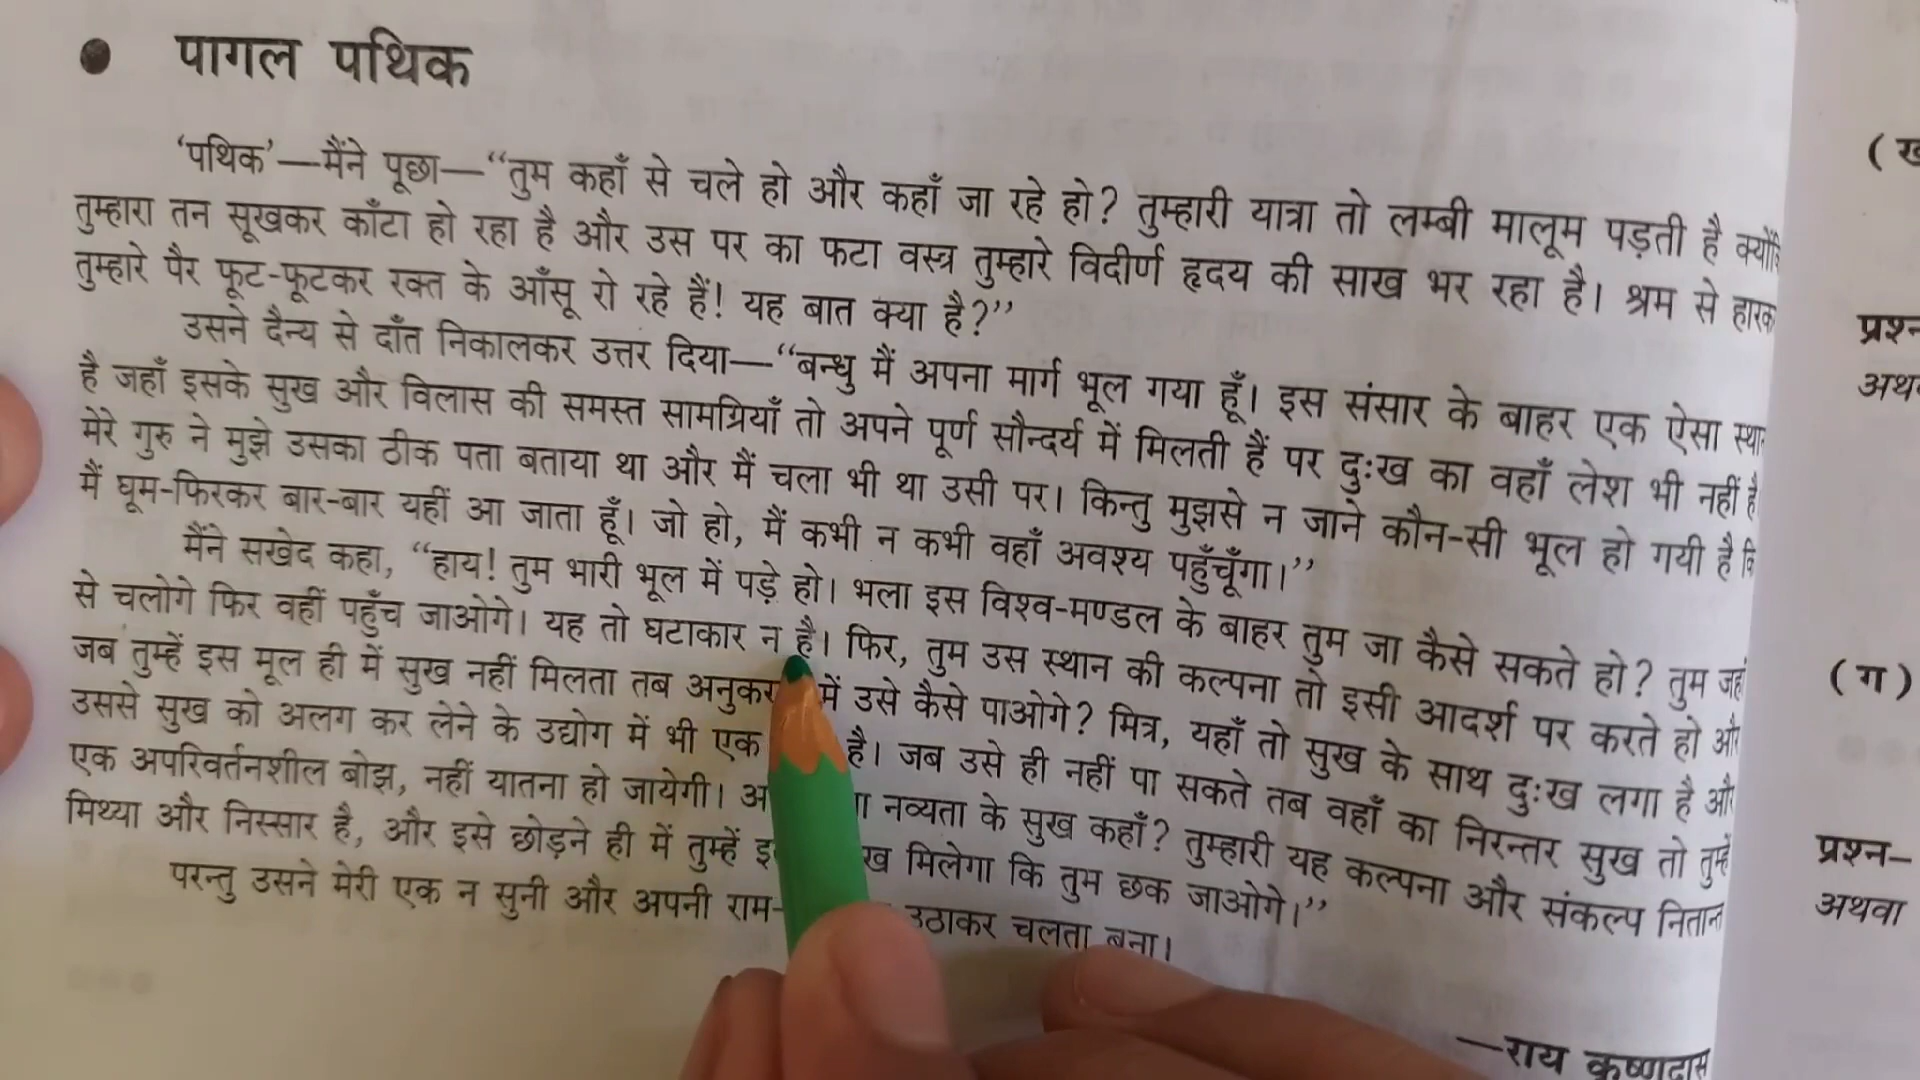 पागल पथिक
‘पथिक’—मैंने पूछा—“तुम कहाँ से चले हो और कहाँ जा रहे हो? तुम्हारी यात्रा तो लम्बी मालूम पड़ती है
तुम्हारा तन सूखकर काँटा हो रहा है और उस पर का फटा वस्त्र तुम्हारे विदीर्ण हृदय की साख भर रहा है। श्रम से
तुम्हारे पैर फूट-फूटकर रक्त के आँसू रो रहे हैं! यह बात क्या है?”
उसने दैन्य से दाँत निकालकर उत्तर दिया—“बन्धु मैं अपना मार्ग भूल गया हूँ। इस संसार के बाहर एक ऐसा
है जहाँ इसके सुख और विलास की समस्त सामग्रियाँ तो अपने पूर्ण सौन्दर्य में मिलती हैं पर दुःख का वहाँ लेश भी नहीं है
मेरे गुरु ने मुझे उसका ठीक पता बताया था और मैं चला भी था उसी पर। किन्तु मुझसे न जाने कौन-सी भूल हो गयी है
मैं घूम-फिरकर बार-बार यहीं आ जाता हूँ। जो हो, मैं कभी न कभी वहाँ अवश्य पहुँचूँगा।”
मैंने सखेद कहा, “हाय! तुम भारी भूल में पड़े हो। भला इस विश्व-मण्डल के बाहर तुम जा कैसे सकते हो? तुम
से चलोगे फिर वहीं पहुँच जाओगे। यह तो घटाकार न है। फिर, तुम उस स्थान की कल्पना तो इसी आदर्श पर करते हो
जब तुम्हें इस मूल ही में सुख नहीं मिलता तब में उसे कैसे पाओगे? मित्र, यहाँ तो सुख के साथ दुःख लगा है
उससे सुख को अलग कर लेने के उद्योग में भी एक है। जब उसे ही नहीं पा सकते तब वहाँ का निरन्तर सुख तो
एक अपरिवर्तनशील बोझ, नहीं यातना हो जायेगी। नव्यता के सुख कहाँ? तुम्हारी यह कल्पना और संकल्प
मिथ्या और निस्सार है, और इसे छोड़ने ही में तुम्हें मिलेगा कि तुम छक जाओगे।”
परन्तु उसने मेरी एक न सुनी और अपनी राम- उठाकर चलता बना।
—राय कृष्णदास
(ग)
प्रश्न–
अथवा